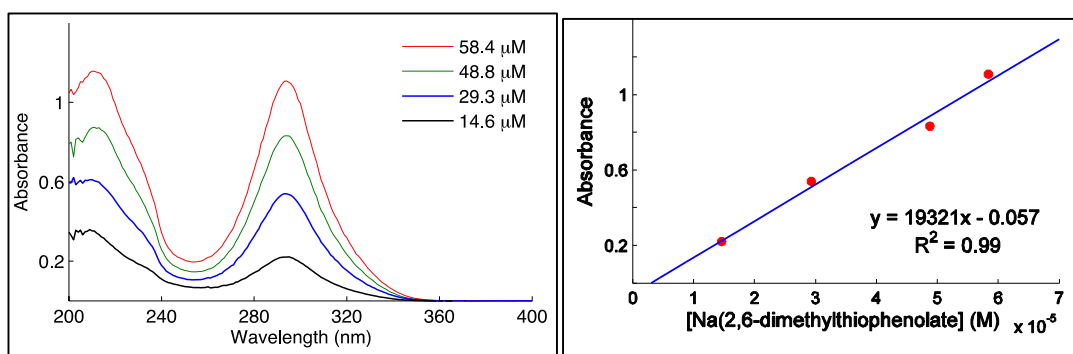 Absorbance
1
0.6
0.2
58.4 μM
48.8 μM
29.3 μM
14.6 μM
200 240 280 320 360 400
Wavelength (nm)
Absorbance
1
0.6
0.2
y = 19321x - 0.057
R² = 0.99
0 1 2 3 4 5 6 7
[Na(2,6-dimethylthiophenolate] (M) x 10⁻⁵